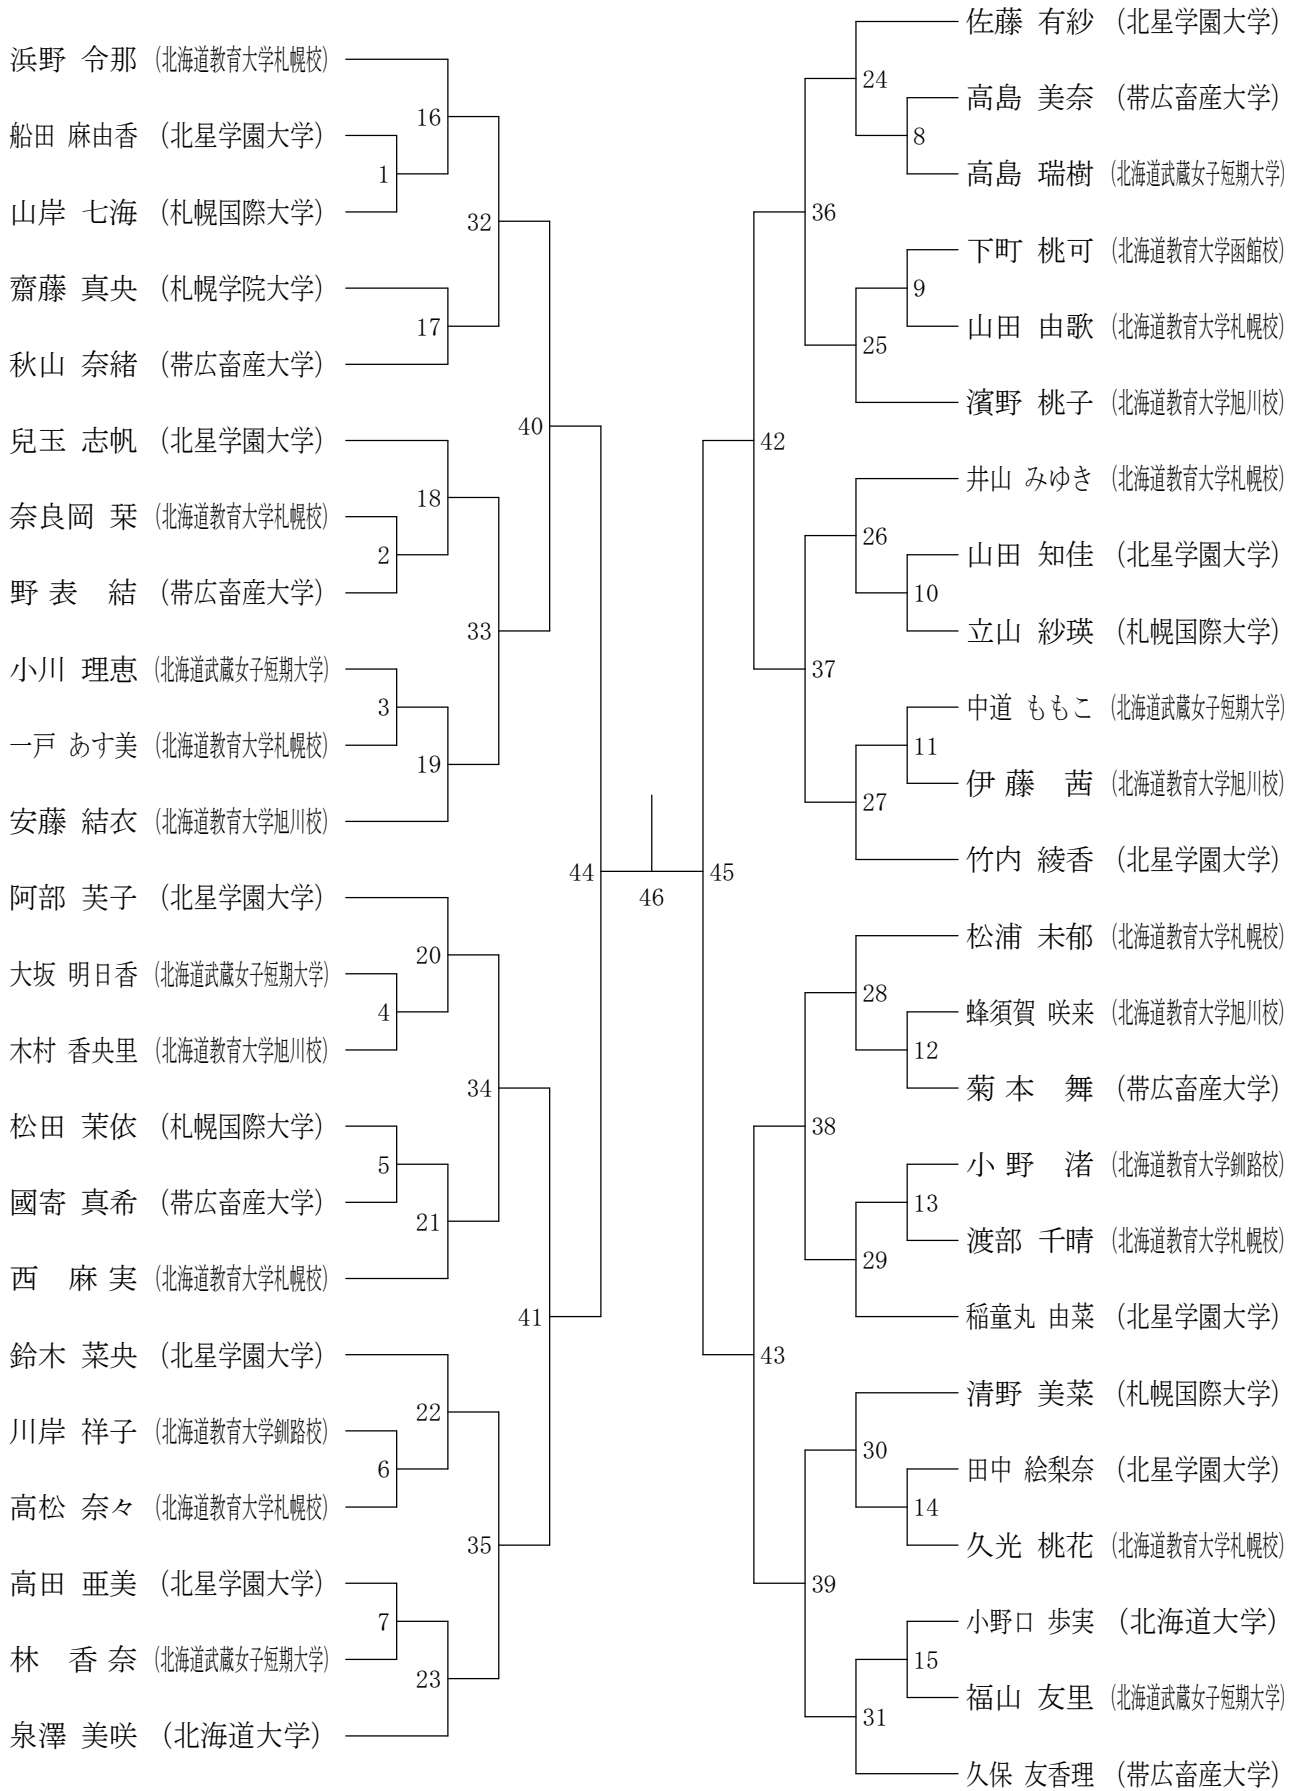 浜野 令那 (北海道教育大学札幌校)
船田 麻由香 (北星学園大学)
山岸 七海 (札幌国際大学)
齋藤 真央 (札幌学院大学)
秋山 奈緒 (帯広畜産大学)
兒玉 志帆 (北星学園大学)
奈良岡 栞 (北海道教育大学札幌校)
野表 結 (帯広畜産大学)
小川 理恵 (北海道武蔵女子短期大学)
一戸 あす美 (北海道教育大学札幌校)
安藤 結衣 (北海道教育大学旭川校)
阿部 芙子 (北星学園大学)
大坂 明日香 (北海道武蔵女子短期大学)
木村 香央里 (北海道教育大学旭川校)
松田 茉依 (札幌国際大学)
國寄 真希 (帯広畜産大学)
西 麻実 (北海道教育大学札幌校)
鈴木 菜央 (北星学園大学)
川岸 祥子 (北海道教育大学釧路校)
高松 奈々 (北海道教育大学札幌校)
高田 亜美 (北星学園大学)
林 香奈 (北海道武蔵女子短期大学)
泉澤 美咲 (北海道大学)
1
2
3
4
5
6
7
16
17
18
19
20
21
22
23
32
33
34
35
40
41
44
46
45
42
43
36
37
38
39
24
25
26
27
28
29
30
31
8
9
10
11
12
13
14
15
佐藤 有紗 (北星学園大学)
高島 美奈 (帯広畜産大学)
高島 瑞樹 (北海道武蔵女子短期大学)
下町 桃可 (北海道教育大学函館校)
山田 由歌 (北海道教育大学札幌校)
濱野 桃子 (北海道教育大学旭川校)
井山 みゆき (北海道教育大学札幌校)
山田 知佳 (北星学園大学)
立山 紗瑛 (札幌国際大学)
中道 ももこ (北海道武蔵女子短期大学)
伊藤 茜 (北海道教育大学旭川校)
竹内 綾香 (北星学園大学)
松浦 未郁 (北海道教育大学札幌校)
蜂須賀 咲来 (北海道教育大学旭川校)
菊本 舞 (帯広畜産大学)
小野 渚 (北海道教育大学釧路校)
渡部 千晴 (北海道教育大学札幌校)
稲童丸 由菜 (北星学園大学)
清野 美菜 (札幌国際大学)
田中 絵梨奈 (北星学園大学)
久光 桃花 (北海道教育大学札幌校)
小野口 歩実 (北海道大学)
福山 友里 (北海道武蔵女子短期大学)
久保 友香理 (帯広畜産大学)